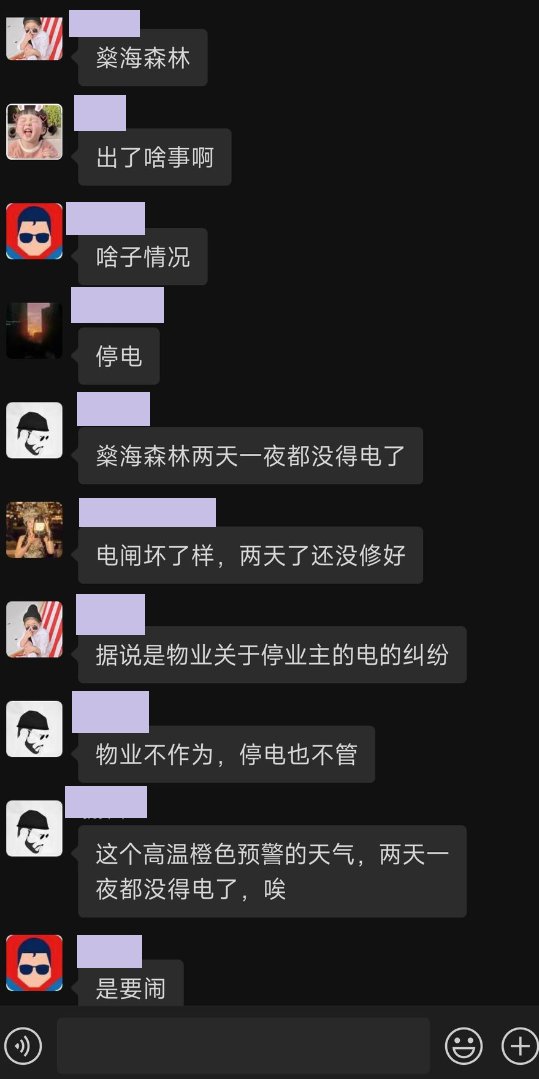 燊海森林
出了啥事啊
啥子情况
停电
燊海森林两天一夜都没得电了
电闸坏了样，两天了还没修好
据说是物业关于停业主的电的纠纷
物业不作为，停电也不管
这个高温橙色预警的天气，两天一
夜都没得电了，唉
是要闹